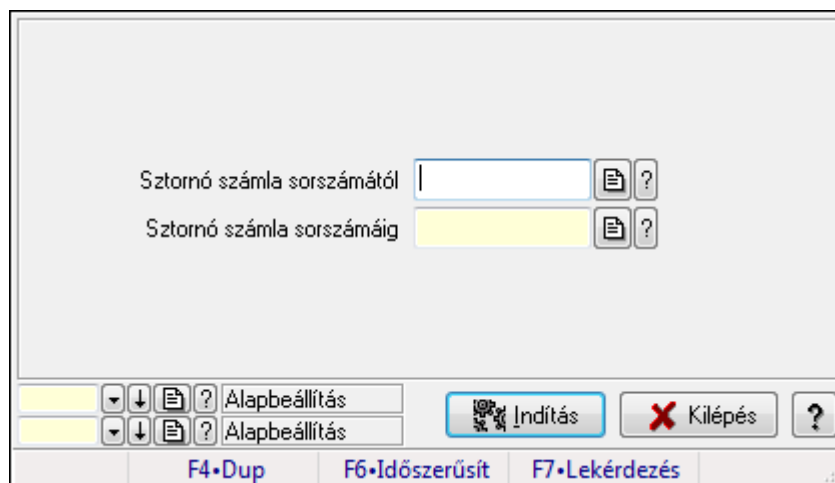 Sztornó számla sorszámától ?
Sztornó számla sorszámáig ?
? Alapbeállítás
? Alapbeállítás
Indítás Kilépés ?
F4•Dup F6•Időszerűsít F7•Lekérdezés